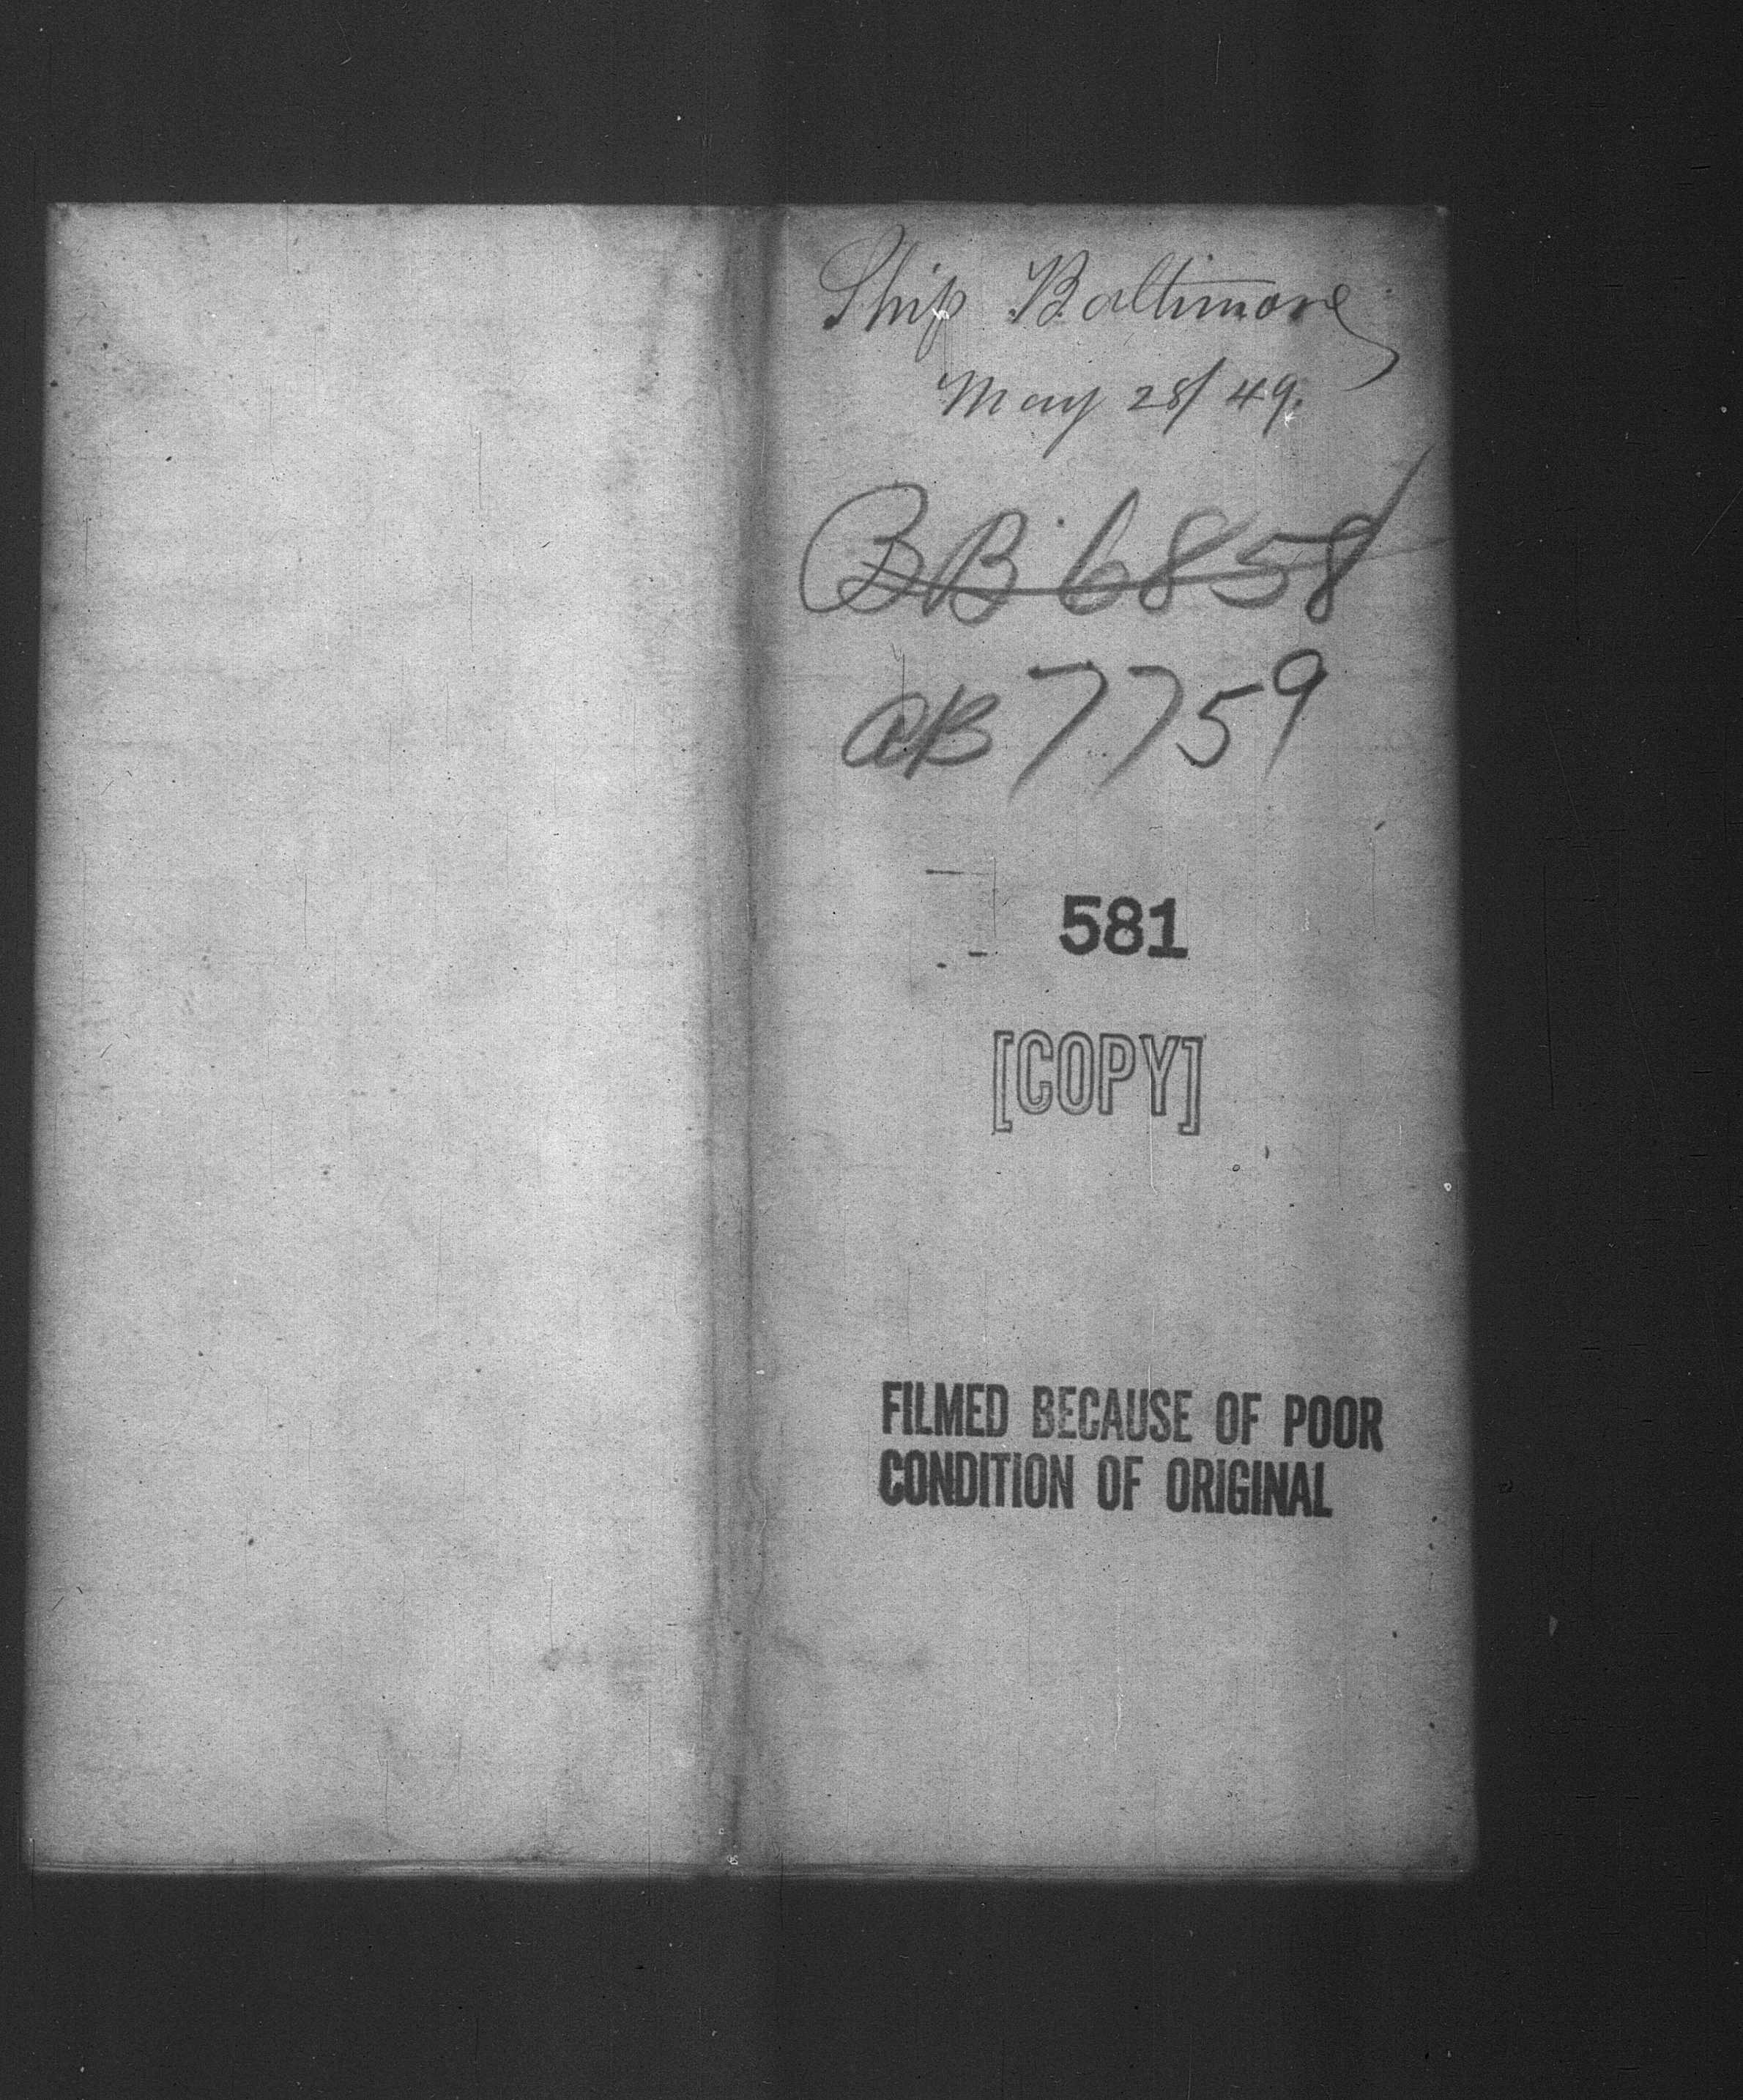 Ship Baltimore
May 28/49.
BB 6858
aB 7759
581
[COPY]
FILMED BECAUSE OF POOR
CONDITION OF ORIGINAL